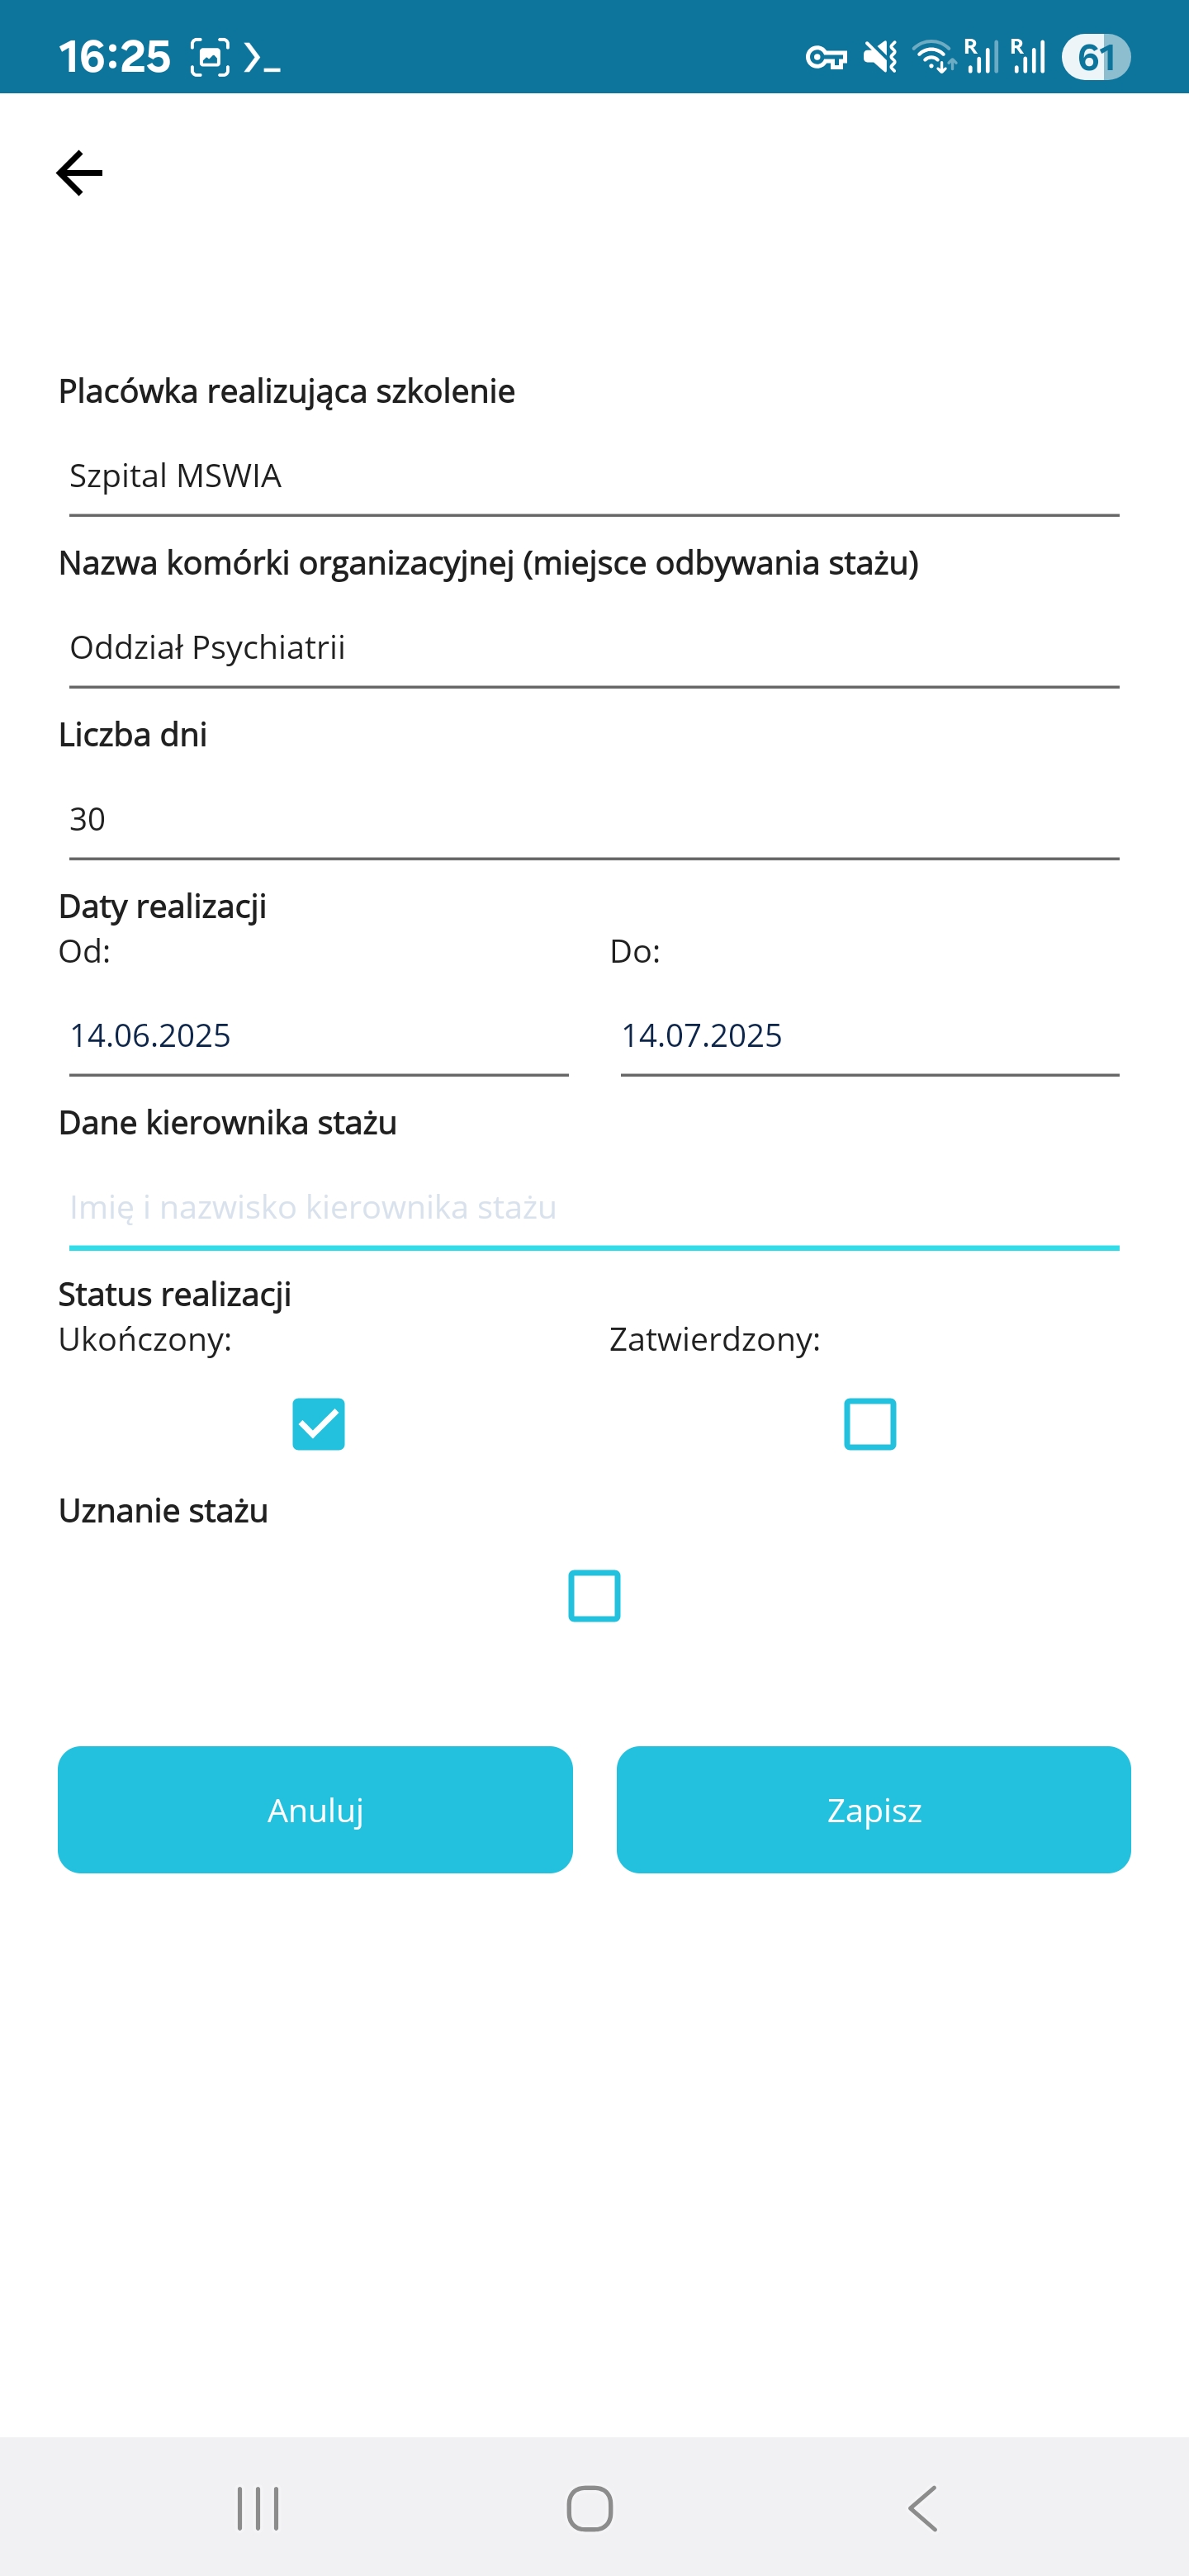 16:25
R R 61
Placówka realizująca szkolenie
Szpital MSWIA
Nazwa komórki organizacyjnej (miejsce odbywania stażu)
Oddział Psychiatrii
Liczba dni
30
Daty realizacji
Od: Do:
14.06.2025 14.07.2025
Dane kierownika stażu
Imię i nazwisko kierownika stażu
Status realizacji
Ukończony: Zatwierdzony:
Uznanie stażu
Anuluj Zapisz